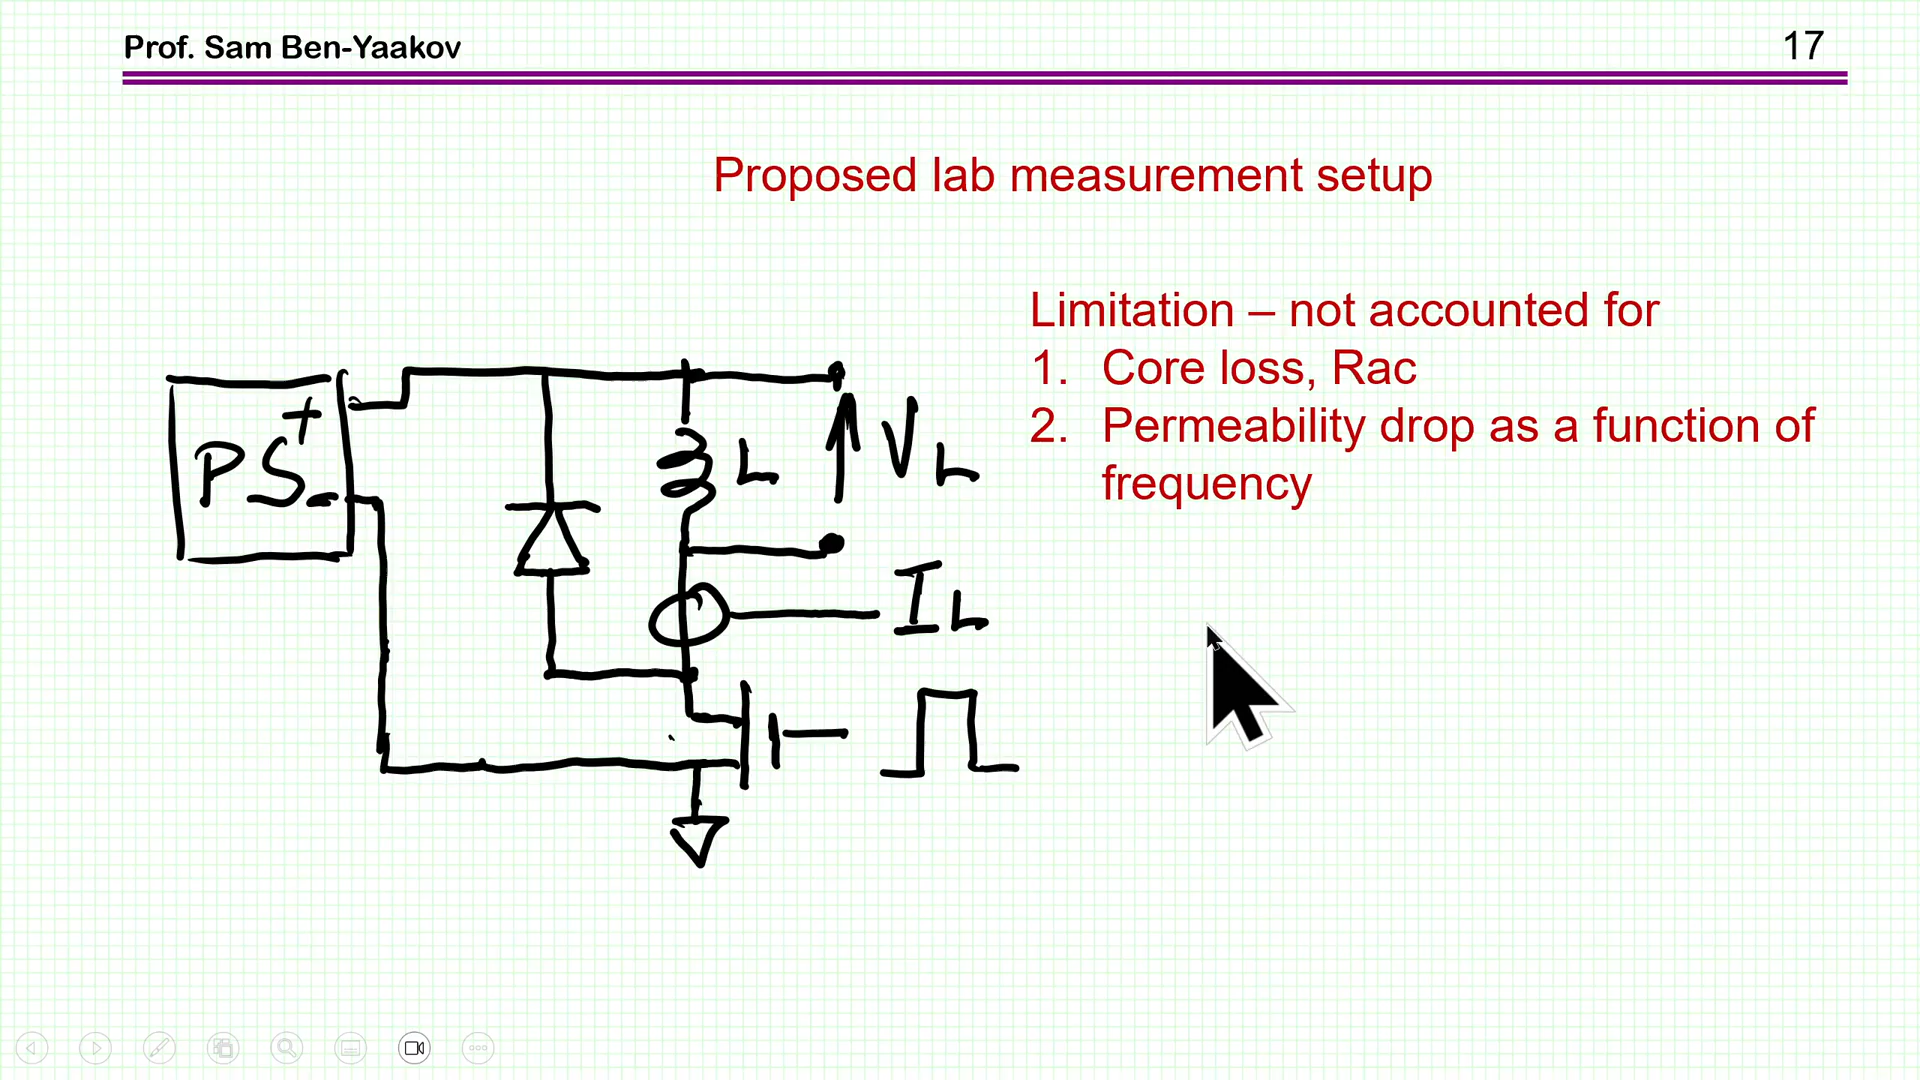 Prof. Sam Ben-Yaakov
17
Proposed lab measurement setup
Limitation – not accounted for
1. Core loss, Rac
2. Permeability drop as a function of
frequency
PS
+
-
L
VL
IL